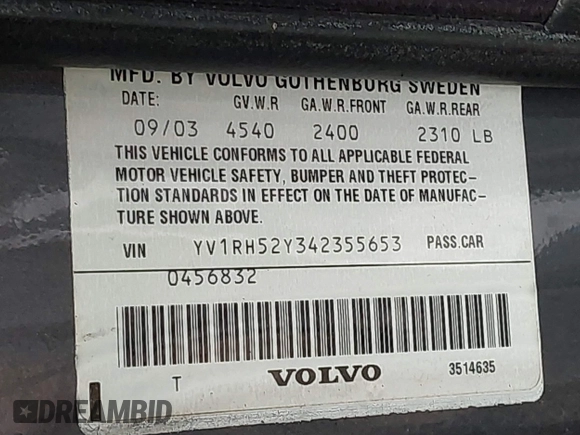 MFD. BY VOLVO GOTHENBURG SWEDEN
DATE: GV.W.R GA.W.R.FRONT GA.W.R.REAR
09/03 4540 2400 2310 LB
THIS VEHICLE CONFORMS TO ALL APPLICABLE FEDERAL
MOTOR VEHICLE SAFETY, BUMPER AND THEFT PROTEC-
TION STANDARDS IN EFFECT ON THE DATE OF MANUFAC-
TURE SHOWN ABOVE.
VIN YV1RH52Y342355653 PASS.CAR
0456832
T VOLVO 3514635
DREAMBID